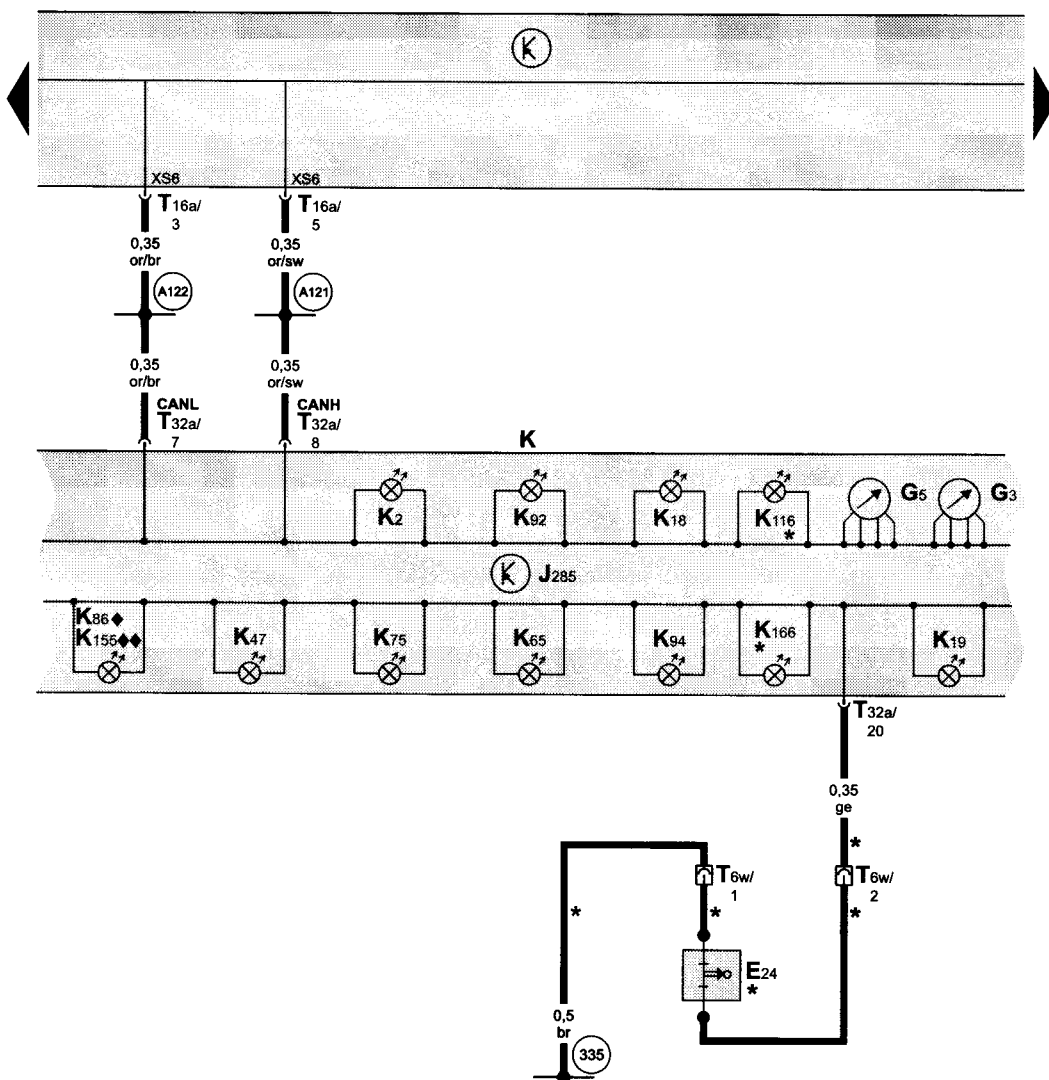 K
XS6 XS6
T16a/ T16a/
3 5
0,35 0,35
or/br or/sw
A122 A121
0,35 0,35
or/br or/sw
CANL CANH
T32a/ T32a/
7 8
K
K2 K92 K18 K116 G5 G3
*
K J285
K86◆
K156◆◆ K47 K75 K65 K94 K166 K19
*
T32a/
20
0,35
ge
*
T6w/ T6w/
1 2
* * *
E24
*
0,5
br
335